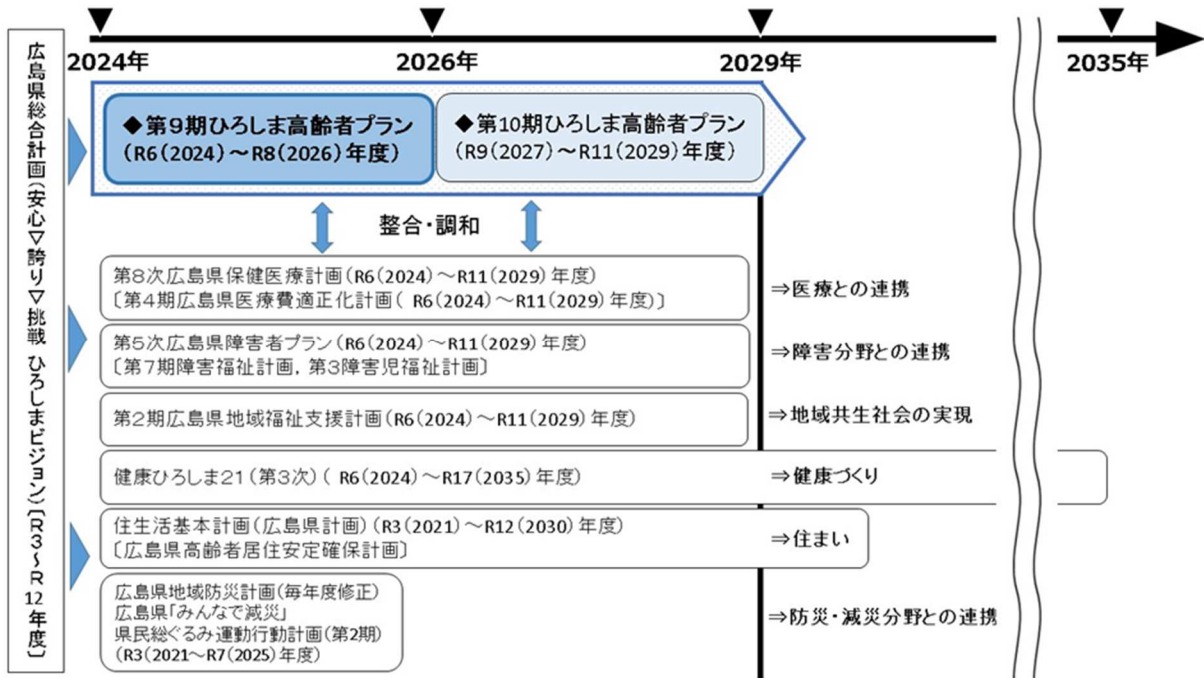 広島県総合計画(安心▷誇り▷挑戦 ひろしまビジョン)〔R3～R12年度〕
2024年
2026年
2029年
2035年
◆第9期ひろしま高齢者プラン
(R6(2024)～R8(2026)年度)
◆第10期ひろしま高齢者プラン
(R9(2027)～R11(2029)年度)
整合・調和
第8次広島県保健医療計画(R6(2024)～R11(2029)年度)
〔第4期広島県医療費適正化計画( R6(2024)～R11(2029)年度)〕
⇒医療との連携
第5次広島県障害者プラン(R6(2024)～R11(2029)年度)
[第7期障害福祉計画, 第3障害児福祉計画]
⇒障害分野との連携
第2期広島県地域福祉支援計画(R6(2024)～R11(2029)年度)
⇒地域共生社会の実現
健康ひろしま21(第3次)( R6(2024)～R17(2035)年度)
⇒健康づくり
住生活基本計画(広島県計画)(R3(2021)～R12(2030)年度)
〔広島県高齢者居住安定確保計画〕
⇒住まい
広島県地域防災計画(毎年度修正)
広島県「みんなで減災」
県民総ぐるみ運動行動計画(第2期)
(R3(2021～R7(2025)年度)
⇒防災・減災分野との連携